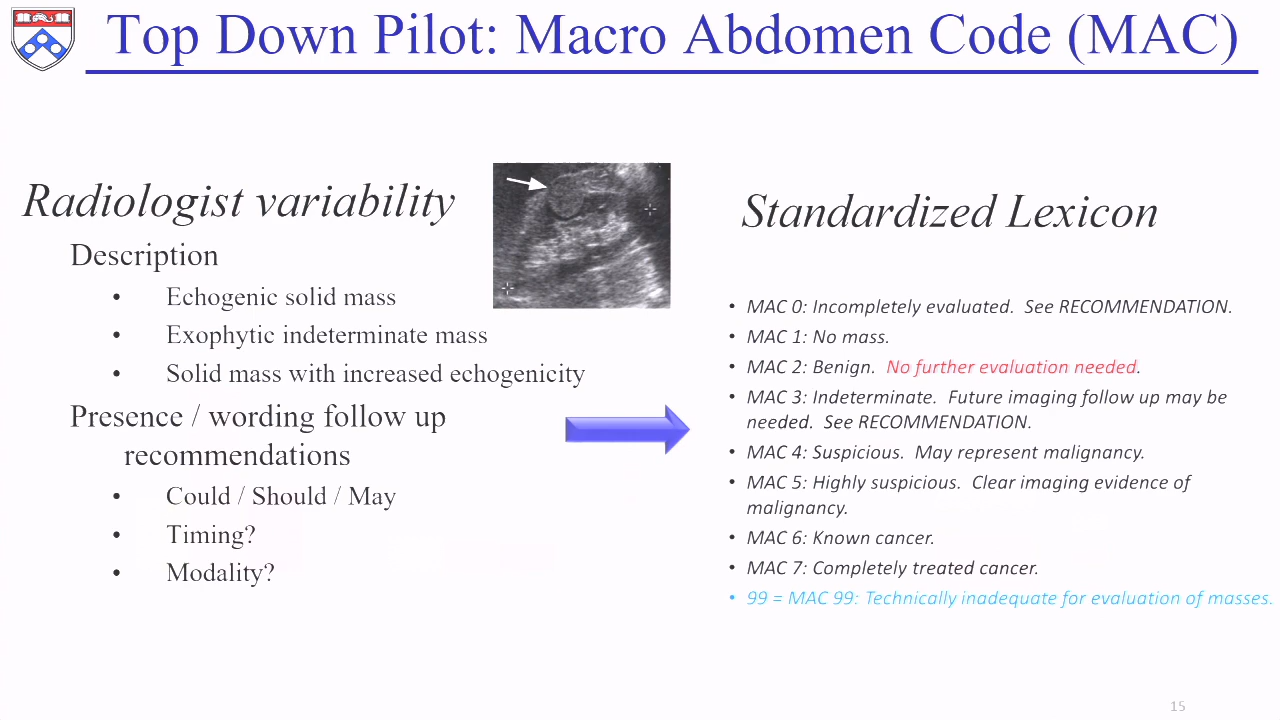 Top Down Pilot: Macro Abdomen Code (MAC)
Radiologist variability
Description
• Echogenic solid mass
• Exophytic indeterminate mass
• Solid mass with increased echogenicity
Presence / wording follow up
recommendations
• Could / Should / May
• Timing?
• Modality?
Standardized Lexicon
• MAC 0: Incompletely evaluated. See RECOMMENDATION.
• MAC 1: No mass.
• MAC 2: Benign. No further evaluation needed.
• MAC 3: Indeterminate. Future imaging follow up may be
needed. See RECOMMENDATION.
• MAC 4: Suspicious. May represent malignancy.
• MAC 5: Highly suspicious. Clear imaging evidence of
malignancy.
• MAC 6: Known cancer.
• MAC 7: Completely treated cancer.
• 99 = MAC 99: Technically inadequate for evaluation of masses.
15